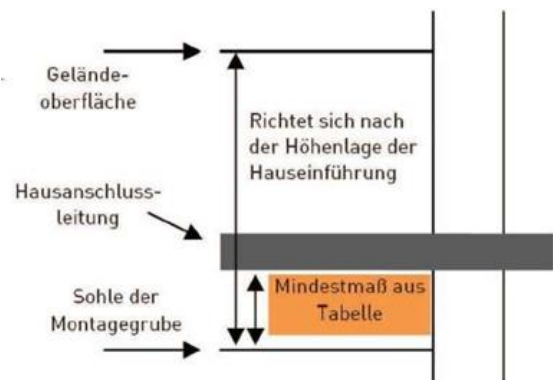 Gelände-
oberfläche
Richtet sich nach
der Höhenlage der
Hauseinführung
Hausanschluss-
leitung
Mindestmaß aus
Tabelle
Sohle der
Montagegrube